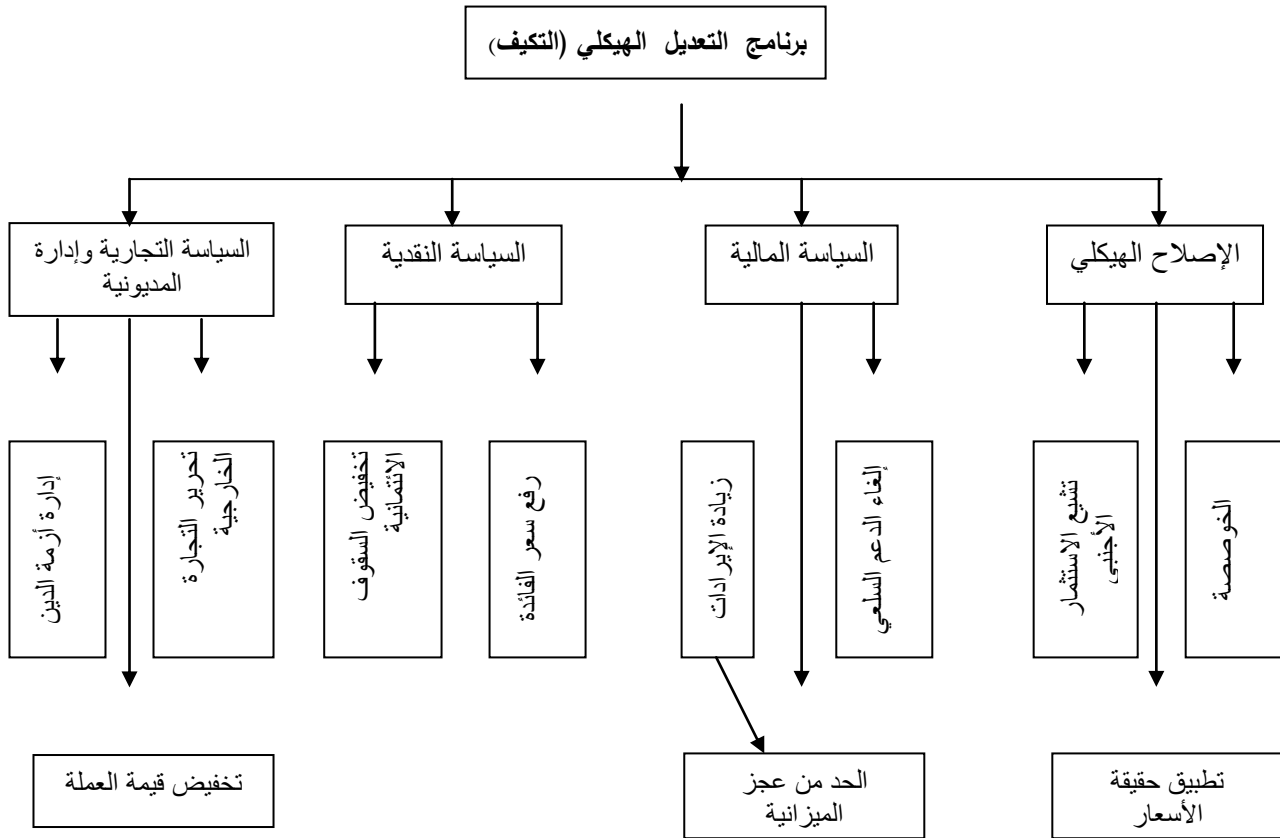 برنامج التعديل الهيكلي (التكيف)
الإصلاح الهيكلي
السياسة المالية
السياسة النقدية
السياسة التجارية وإدارة
المديونية
الخوصصة
تشيع الاستثمار
الأجنبي
إلغاء الدعم السلعي
زيادة الإيرادات
رفع سعر الفائدة
تخفيض السقوف
الائتمانية
تحرير التجارة
الخارجية
إدارة أزمة الدين
تطبيق حقيقة
الأسعار
الحد من عجز
الميزانية
تخفيض قيمة العملة